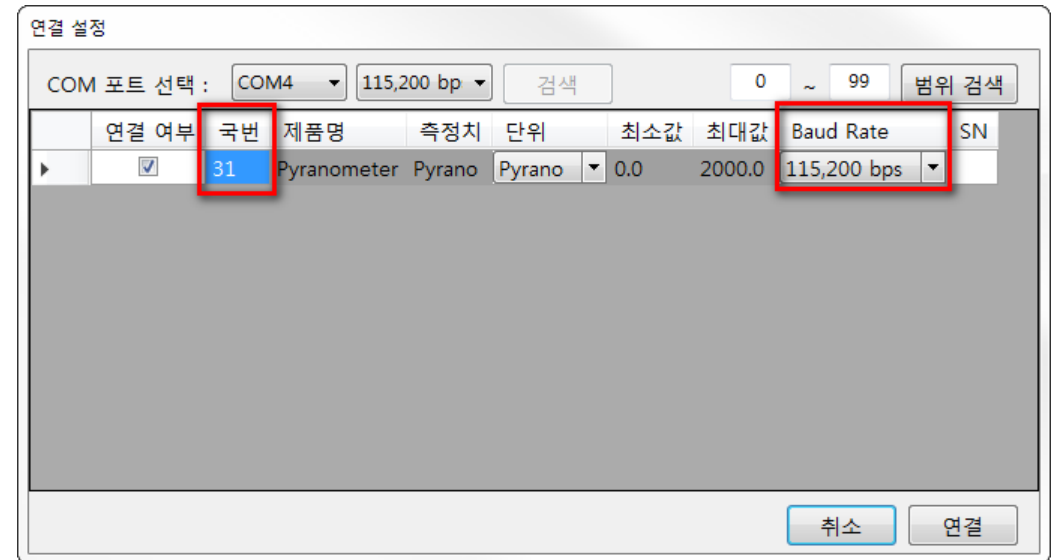 연결 설정
COM 포트 선택 : COM4 115,200 bp 검색 0 ~ 99 범위 검색
연결 여부 국번 제품명 측정치 단위 최소값 최대값 Baud Rate SN
31 Pyranometer Pyrano Pyrano 0.0 2000.0 115,200 bps
취소 연결